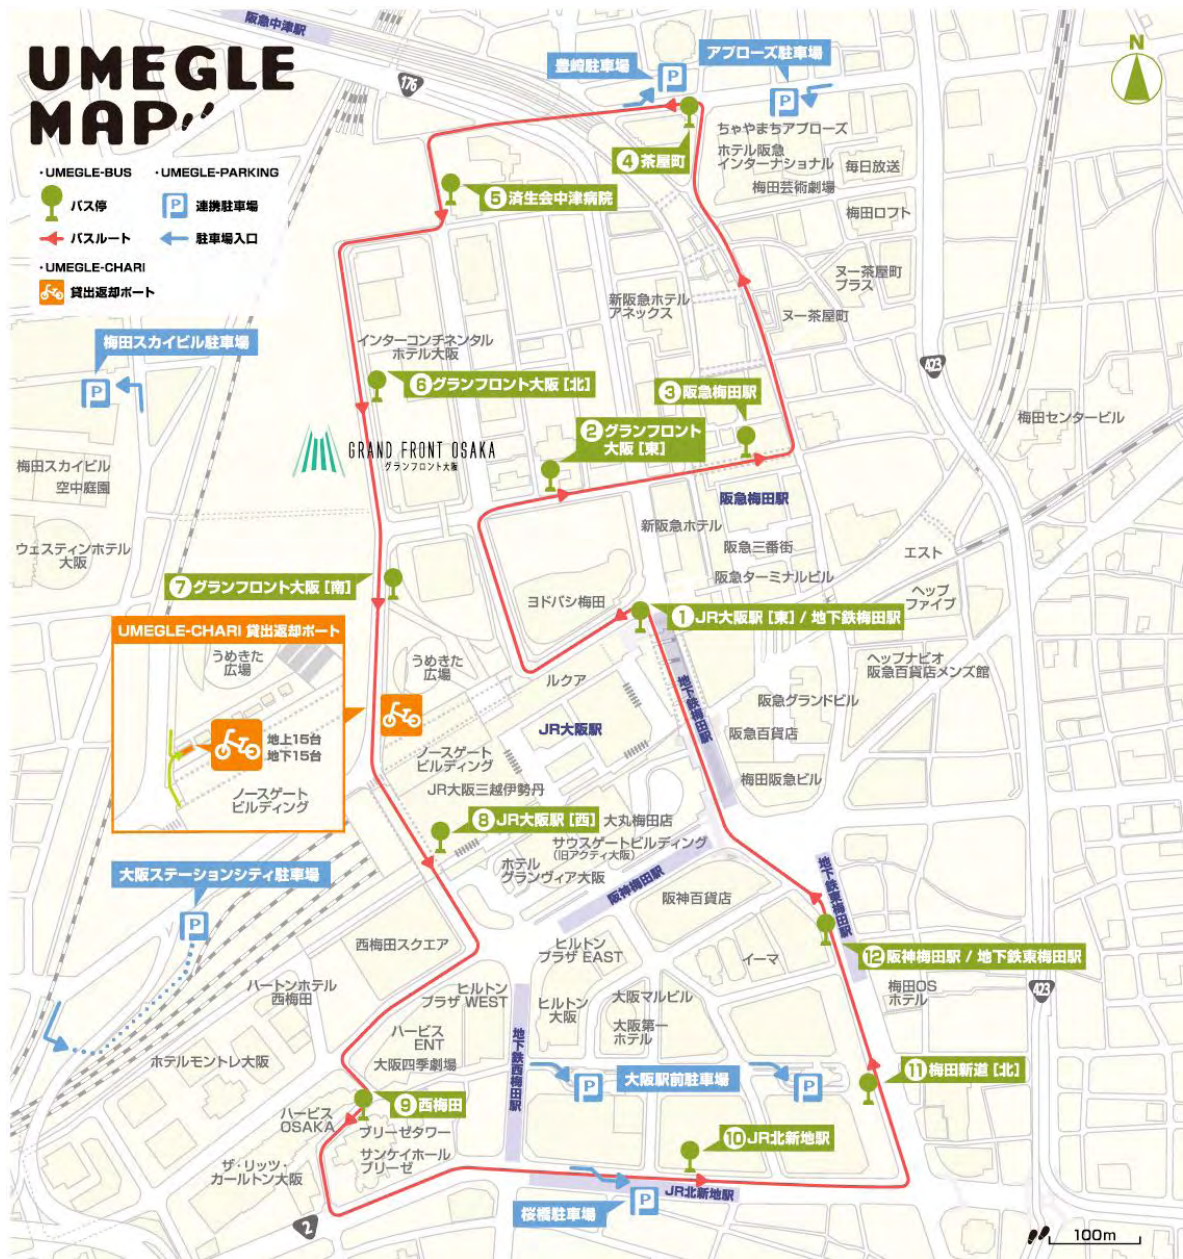 UMEGLE
MAP
・UMEGLE-BUS
バス停
バスルート
・UMEGLE-PARKING
連携駐車場
駐車場入口
・UMEGLE-CHARI
貸出返却ポート
阪急中津駅
176
豊崎駐車場
P
アプローズ駐車場
P
N
④茶屋町
ちゃやまちアプローズ
ホテル阪急
インターナショナル
毎日放送
梅田芸術劇場
梅田ロフト
⑤済生会中津病院
ヌー茶屋町
プラス
新阪急ホテル
アネックス
ヌー茶屋町
梅田スカイビル駐車場
P
インターコンチネンタル
ホテル大阪
423
⑥グランフロント大阪 [北]
③阪急梅田駅
梅田センタービル
②グランフロント
大阪 [東]
GRAND FRONT OSAKA
グランフロント大阪
梅田スカイビル
空中庭園
阪急梅田駅
新阪急ホテル
阪急三番街
エスト
ウェスティンホテル
大阪
阪急ターミナルビル
⑦グランフロント大阪 [南]
ヨドバシ梅田
ヘップ
ファイブ
①JR大阪駅 [東] / 地下鉄梅田駅
UMEGLE-CHARI 貸出返却ポート
うめきた
広場
地上15台
地下15台
ノースゲート
ビルディング
うめきた
広場
ルクア
地下鉄梅田駅
ヘップナビオ
阪急百貨店メンズ館
阪急グランドビル
JR大阪駅
阪急百貨店
ノースゲート
ビルディング
梅田阪急ビル
JR大阪三越伊勢丹
⑧JR大阪駅 [西]
大丸梅田店
サウスゲートビルディング
(旧アクティ大阪)
ホテル
グランヴィア大阪
大阪ステーションシティ駐車場
P
阪神梅田駅
阪神百貨店
地下鉄東梅田駅
西梅田スクエア
ヒルトン
プラザ EAST
イーマ
⑫阪神梅田駅 / 地下鉄東梅田駅
ハートンホテル
西梅田
ヒルトン
プラザ WEST
ヒルトン
大阪
大阪マルビル
大阪第一
ホテル
梅田OS
ホテル
423
ハービス
ENT
大阪四季劇場
ホテルモントレ大阪
地下鉄西梅田駅
P
大阪駅前駐車場
P
⑪梅田新道 [北]
⑨西梅田
ハービス
OSAKA
ブリーゼタワー
サンケイホール
ブリーゼ
⑩JR北新地駅
ザ・リッツ・
カールトン大阪
JR北新地駅
桜橋駐車場
P
2
100m